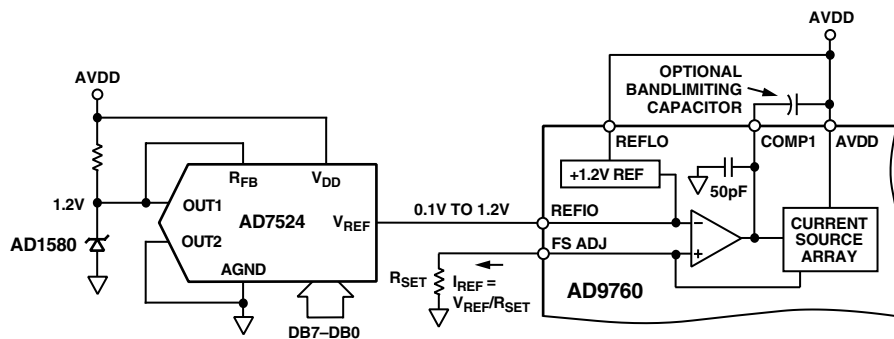 AVDD
OPTIONAL
BANDLIMITING
CAPACITOR
AVDD
REFLO
COMP1
AVDD
+1.2V REF
50pF
RFB
VDD
1.2V
OUT1
AD7524
VREF
0.1V TO 1.2V
REFIO
–
CURRENT
SOURCE
ARRAY
AD1580
OUT2
FS ADJ
+
AGND
RSET
IREF =
VREF/RSET
AD9760
DB7–DB0